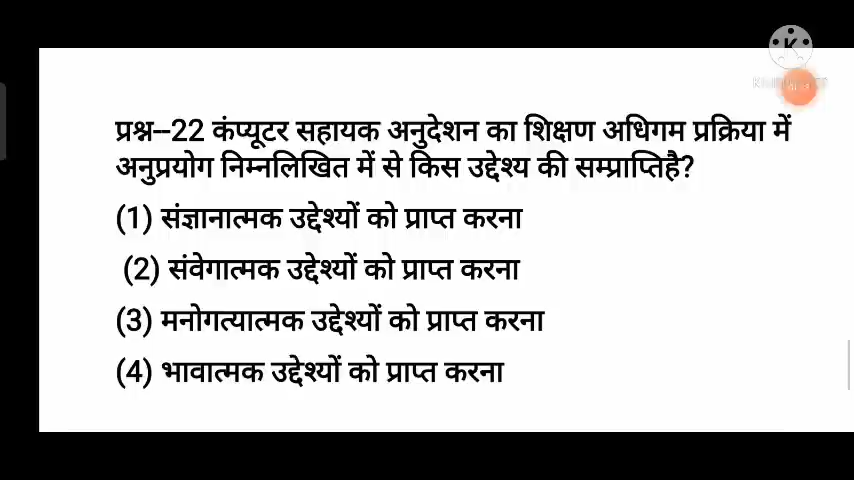 प्रश्न--22 कंप्यूटर सहायक अनुदेशन का शिक्षण अधिगम प्रक्रिया में
अनुप्रयोग निम्नलिखित में से किस उद्देश्य की सम्प्राप्तिहै?
(1) संज्ञानात्मक उद्देश्यों को प्राप्त करना
(2) संवेगात्मक उद्देश्यों को प्राप्त करना
(3) मनोगत्यात्मक उद्देश्यों को प्राप्त करना
(4) भावात्मक उद्देश्यों को प्राप्त करना